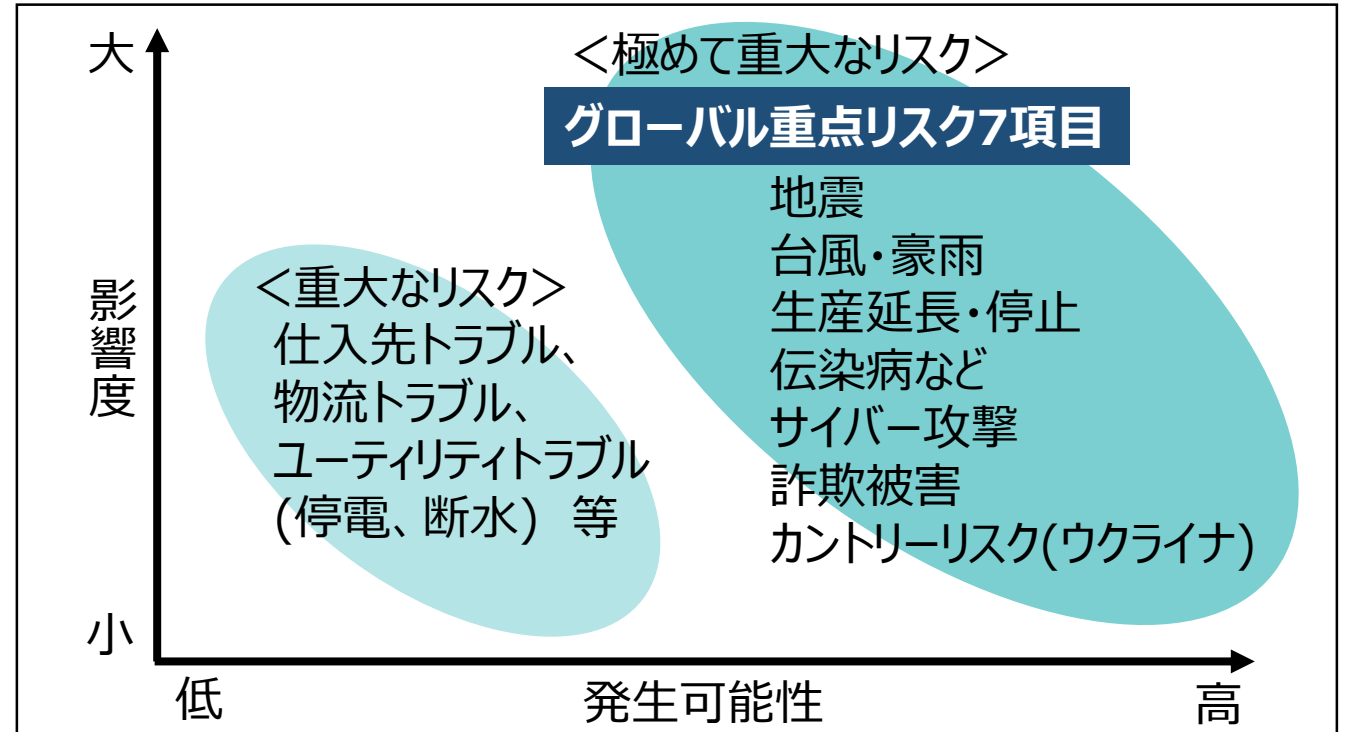 大
＜極めて重大なリスク＞
グローバル重点リスク7項目
地震
台風・豪雨
生産延長・停止
伝染病など
サイバー攻撃
詐欺被害
カントリーリスク(ウクライナ)
＜重大なリスク＞
仕入先トラブル、
物流トラブル、
ユーティリティトラブル
(停電、断水) 等
影響度
小
低
発生可能性
高